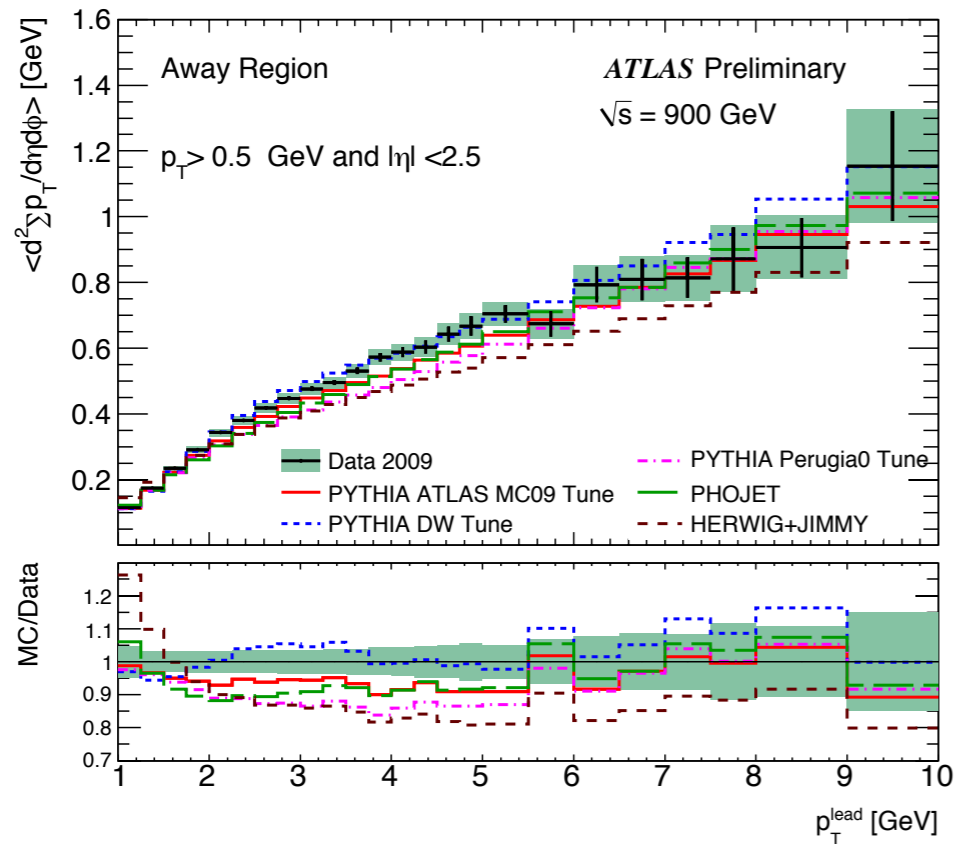 <d²∑p_T/dηdϕ> [GeV]
1.6
1.4
1.2
1
0.8
0.6
0.4
0.2
Away Region
ATLAS Preliminary
√s = 900 GeV
p_T > 0.5 GeV and |η| <2.5
Data 2009
PYTHIA ATLAS MC09 Tune
PYTHIA DW Tune
PYTHIA Perugia0 Tune
PHOJET
HERWIG+JIMMY
MC/Data
1.2
1.1
1
0.9
0.8
0.7
1 2 3 4 5 6 7 8 9 10
p_T^lead [GeV]